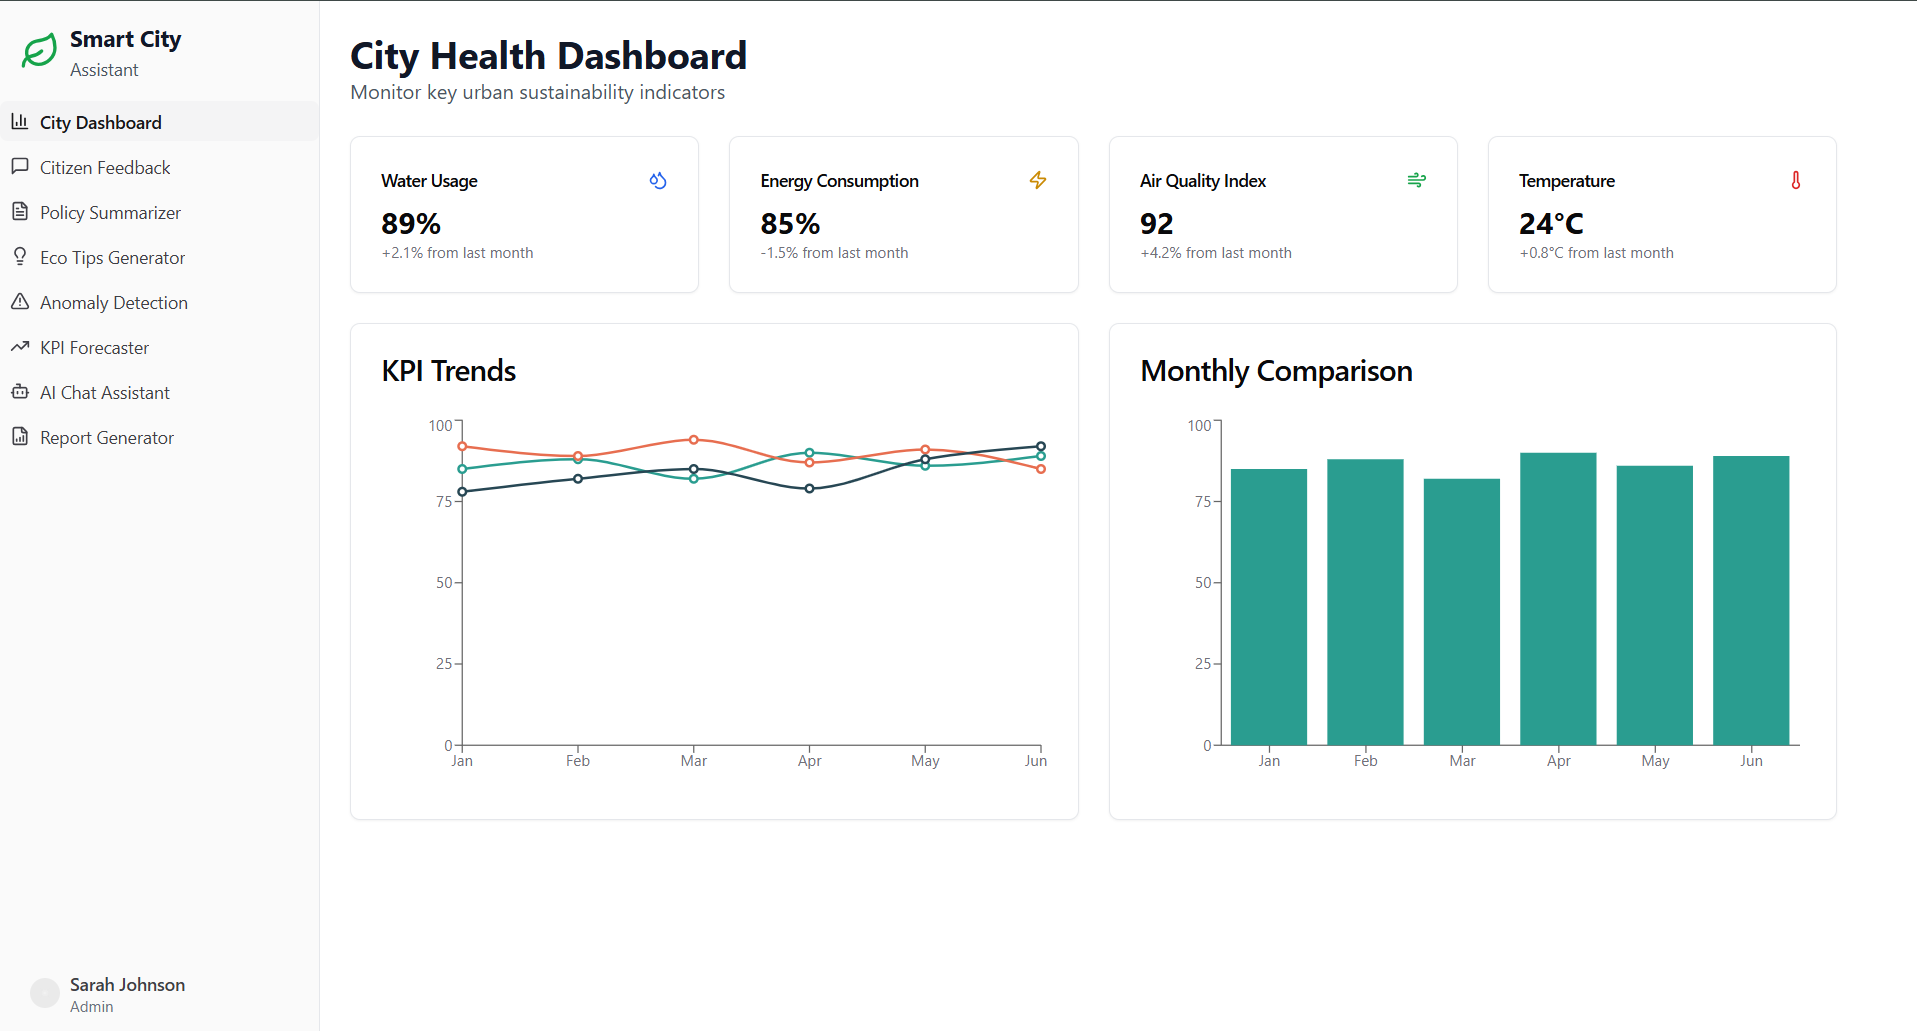 Smart City
Assistant
City Dashboard
Citizen Feedback
Policy Summarizer
Eco Tips Generator
Anomaly Detection
KPI Forecaster
AI Chat Assistant
Report Generator
Sarah Johnson
Admin
City Health Dashboard
Monitor key urban sustainability indicators
Water Usage
89%
+2.1% from last month
Energy Consumption
85%
-1.5% from last month
Air Quality Index
92
+4.2% from last month
Temperature
24°C
+0.8°C from last month
KPI Trends
100
75
50
25
0
Jan Feb Mar Apr May Jun
Monthly Comparison
100
75
50
25
0
Jan Feb Mar Apr May Jun